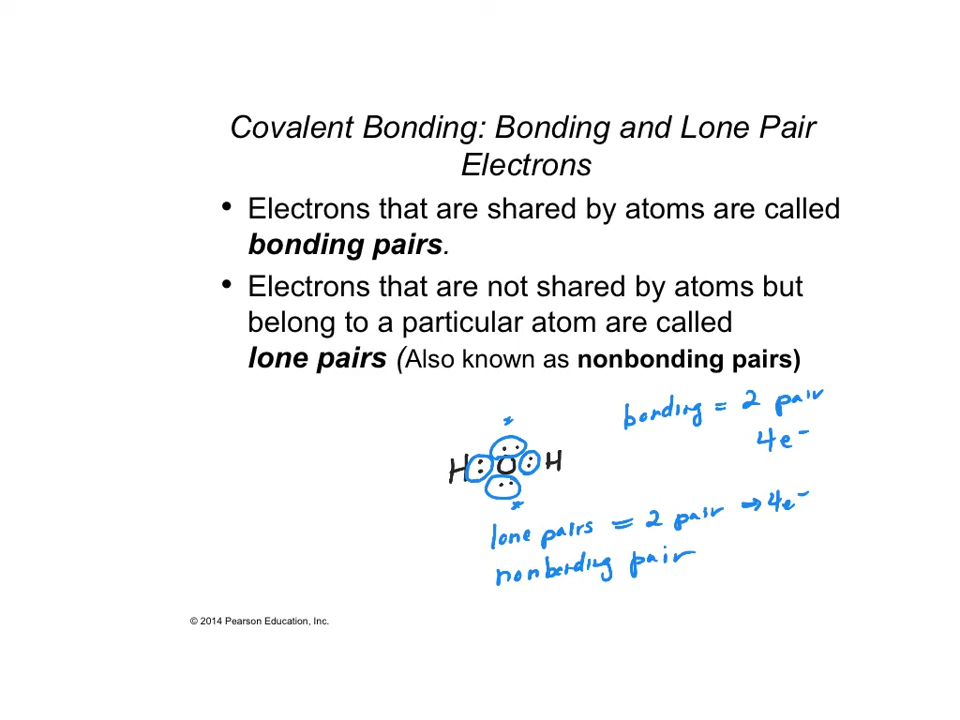 Covalent Bonding: Bonding and Lone Pair
Electrons
• Electrons that are shared by atoms are called
bonding pairs.
• Electrons that are not shared by atoms but
belong to a particular atom are called
lone pairs (Also known as nonbonding pairs)
bonding = 2 pair
4e⁻
*
H : Ö̤ : H
*
lone pairs = 2 pair → 4e⁻
nonbonding pair
© 2014 Pearson Education, Inc.